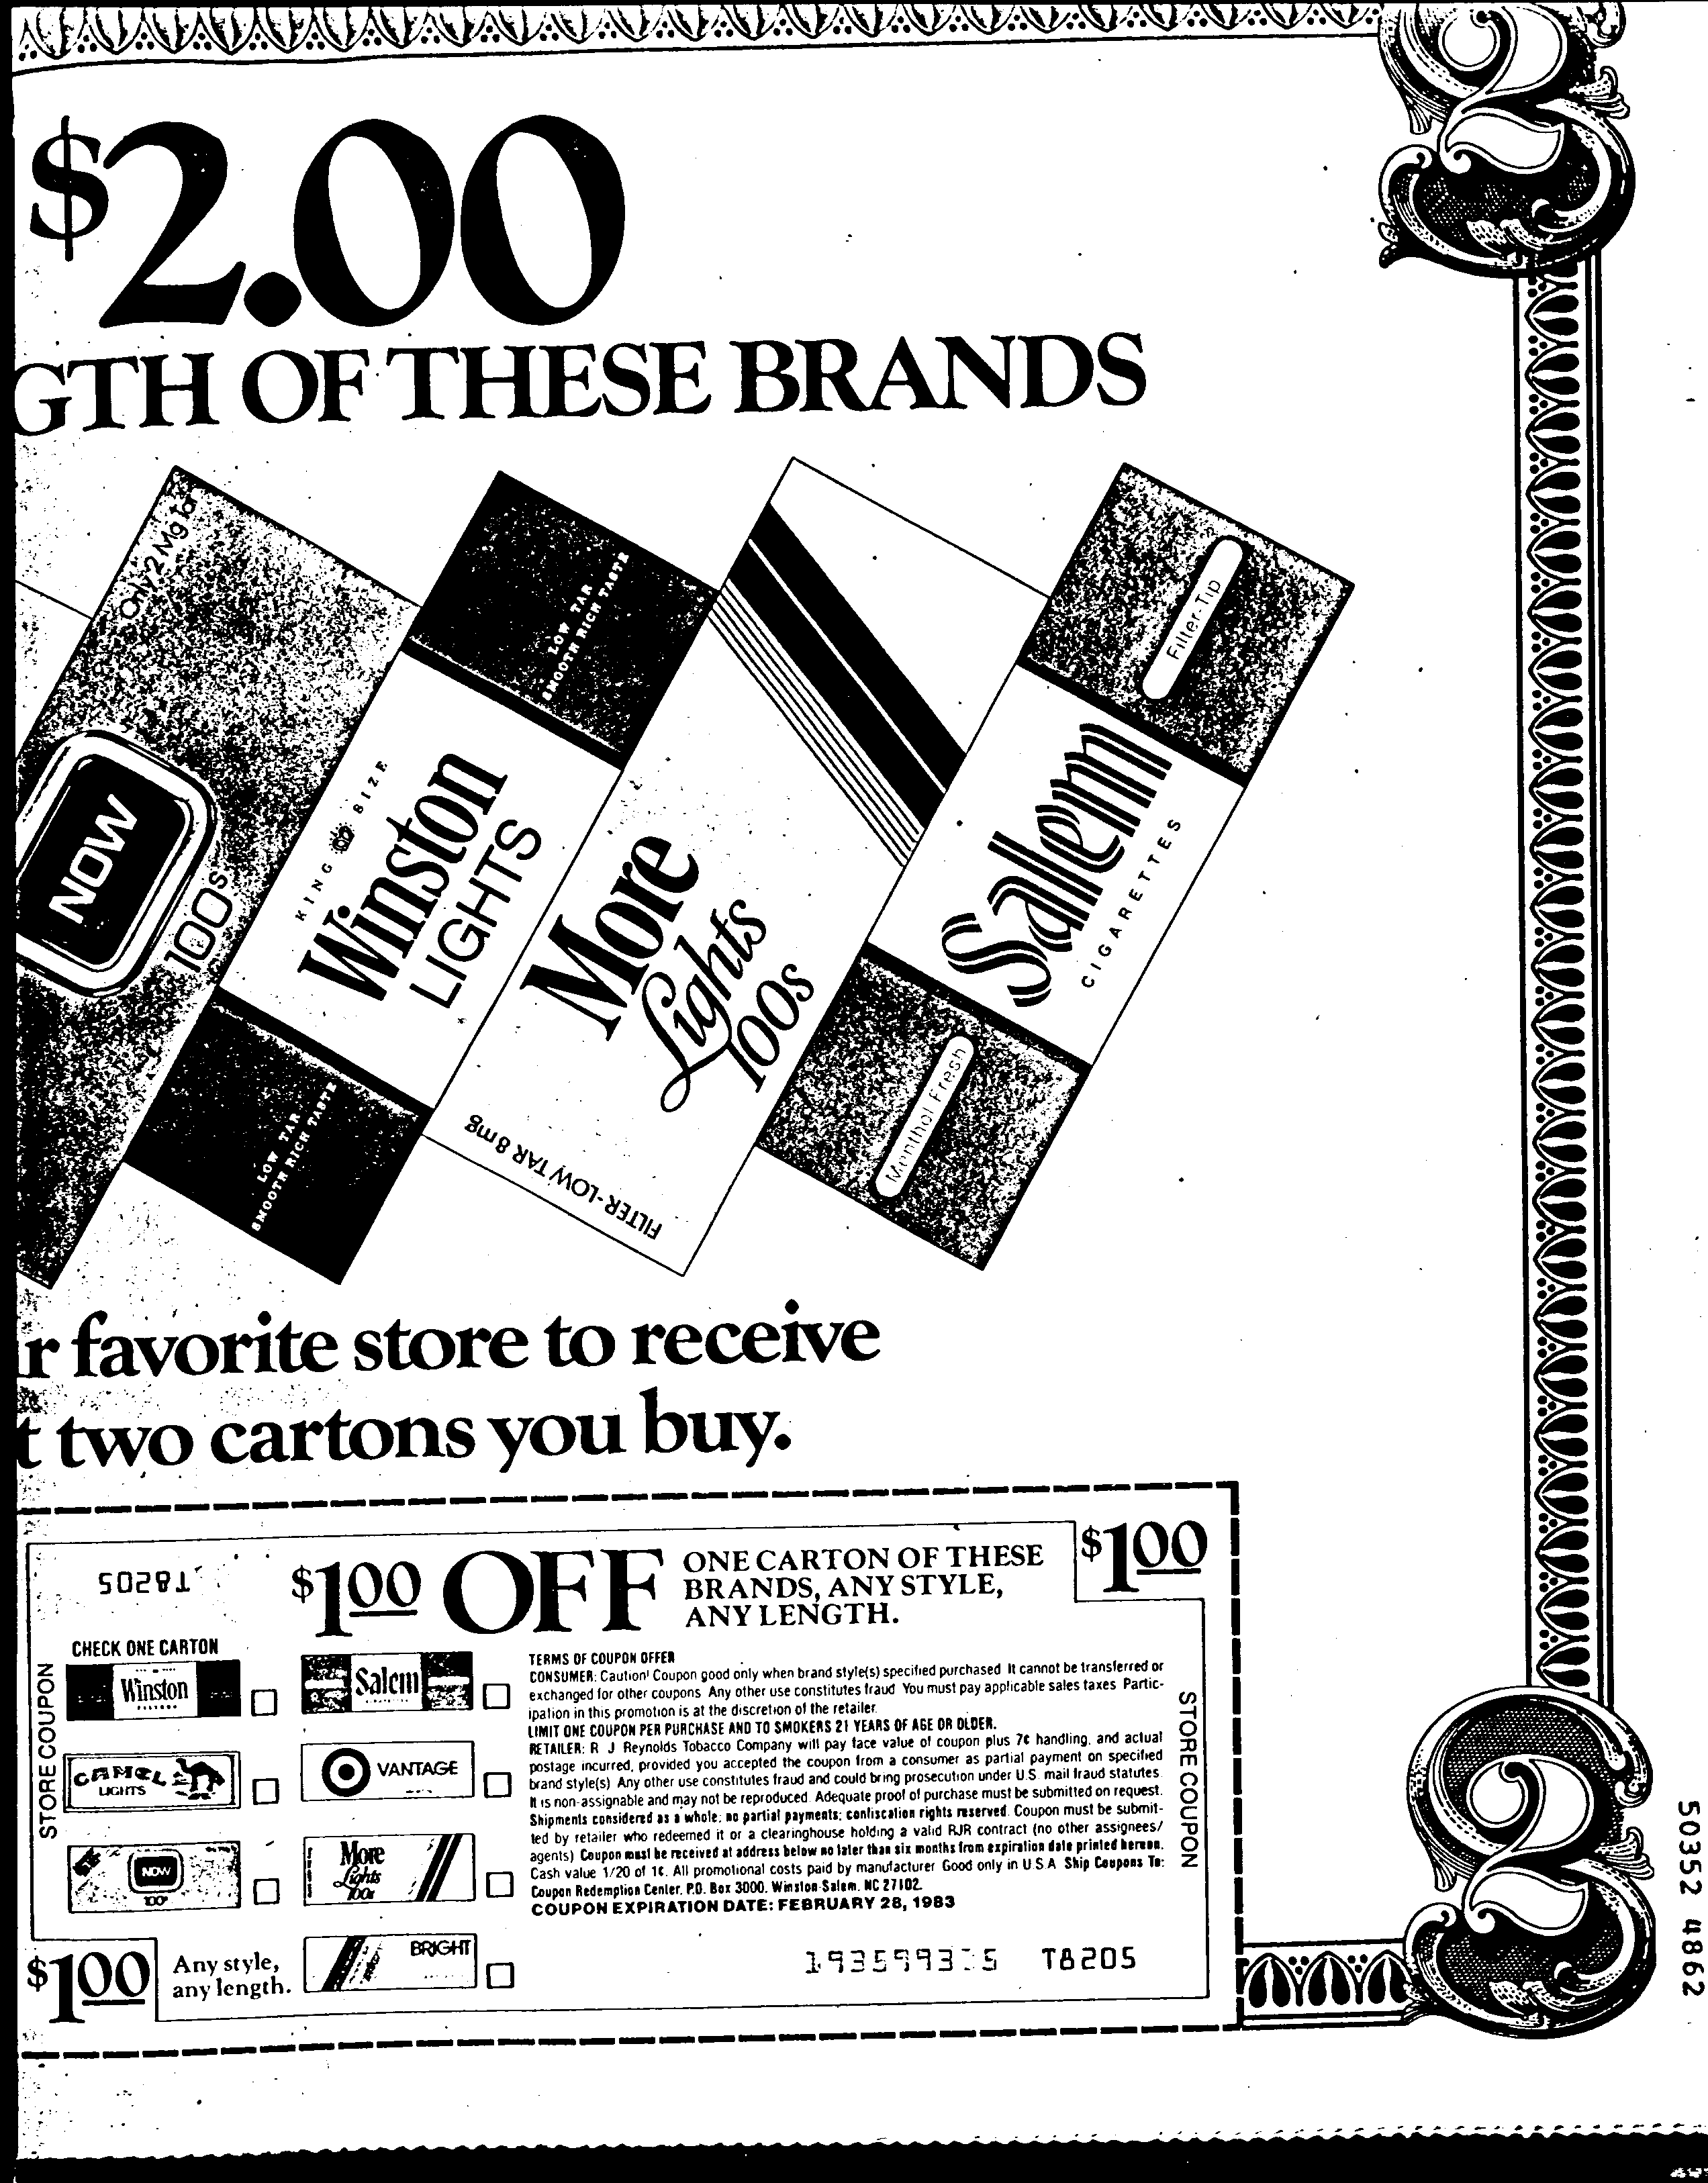 $2.00
GTH OF THESE BRANDS
Only 2 Mg Tar
NOW
100s
LOW TAR
SMOOTH RICH TASTE
KING SIZE
Winston
LIGHTS
LOW TAR
SMOOTH RICH TASTE
More
Lights
100s
FILTER-LOW TAR 8 mg
Filter-Tip
Salem
CIGARETTES
Menthol Fresh
r favorite store to receive
t two cartons you buy.
STORE COUPON
T8205
$1.00 OFF
ONE CARTON OF THESE
BRANDS, ANY STYLE,
ANY LENGTH.
$1.00
CHECK ONE CARTON
Winston
Salem
CAMEL
LIGHTS
VANTAGE
NOW
100s
More
Lights
100s
BRIGHT
$1.00
Any style,
any length.
TERMS OF COUPON OFFER
CONSUMER: Caution! Coupon good only when brand style(s) specified purchased It cannot be transferred or
exchanged for other coupons Any other use constitutes fraud You must pay applicable sales taxes Partic-
ipation in this promotion is at the discretion of the retailer.
LIMIT ONE COUPON PER PURCHASE AND TO SMOKERS 21 YEARS OF AGE OR OLDER.
RETAILER: R J Reynolds Tobacco Company will pay face value of coupon plus 7¢ handling, and actual
postage incurred, provided you accepted the coupon from a consumer as partial payment on specified
brand style(s) Any other use constitutes fraud and could bring prosecution under U.S. mail fraud statutes.
It is non-assignable and may not be reproduced. Adequate proof of purchase must be submitted on request.
Shipments considered as a whole; no partial payments; confiscation rights reserved. Coupon must be submit-
ted by retailer who redeemed it or a clearinghouse holding a valid RJR contract (no other assignees/
agents) Coupon must be received at address below no later than six months from expiration date printed hereon.
Cash value 1/20 of 1¢. All promotional costs paid by manufacturer Good only in U.S.A Ship Coupons To:
Coupon Redemption Center, P.O. Box 3000, Winston-Salem, NC 27102.
COUPON EXPIRATION DATE: FEBRUARY 28, 1983
T8205
STORE COUPON
2
2
50352 4862